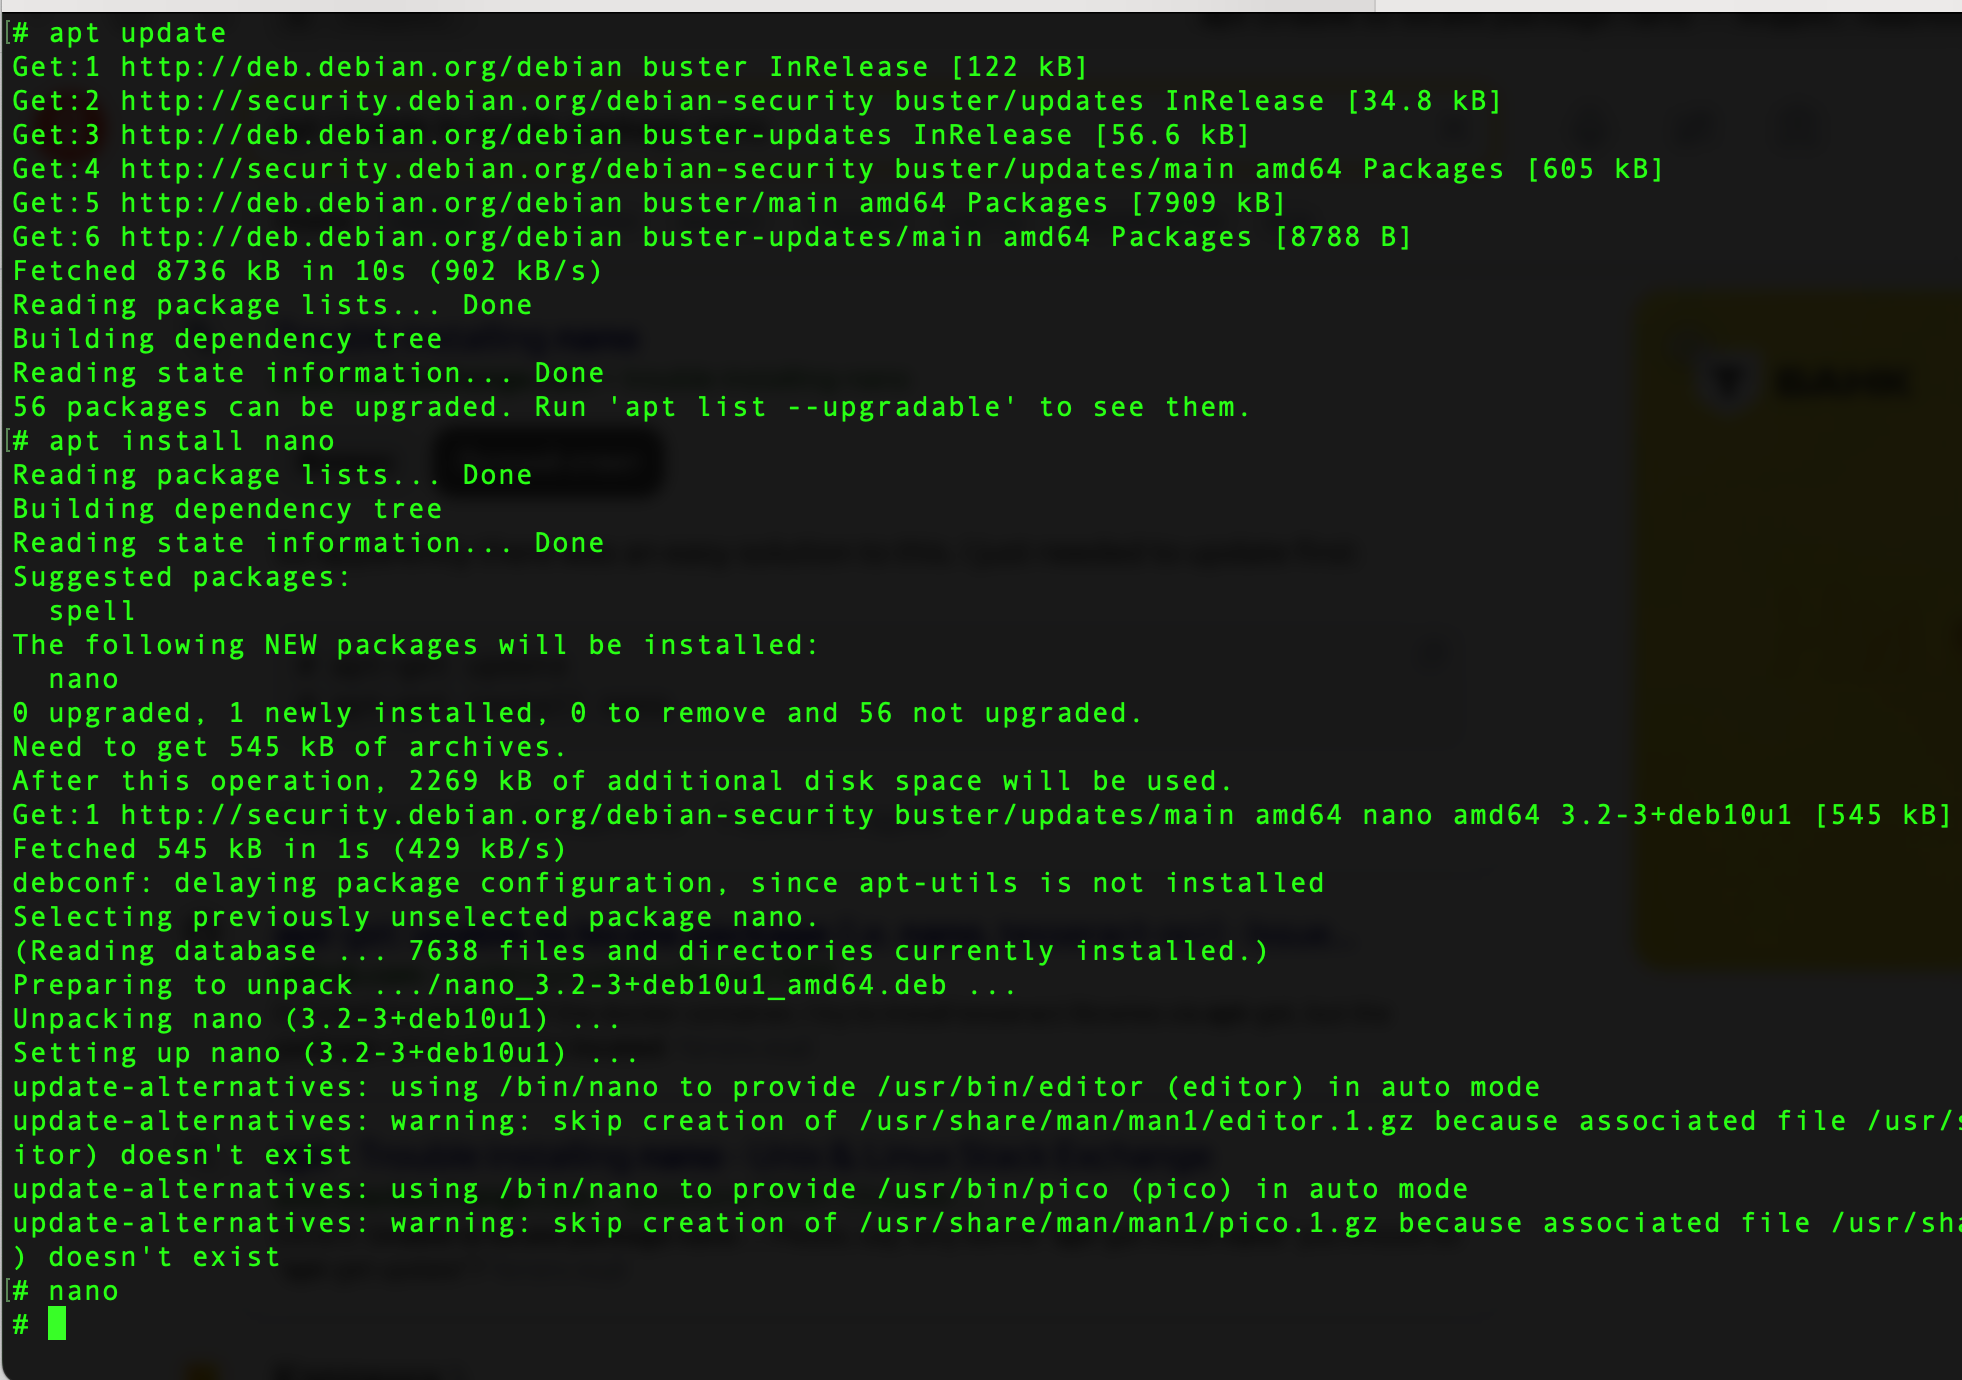 # apt update
Get:1 http://deb.debian.org/debian buster InRelease [122 kB]
Get:2 http://security.debian.org/debian-security buster/updates InRelease [34.8 kB]
Get:3 http://deb.debian.org/debian buster-updates InRelease [56.6 kB]
Get:4 http://security.debian.org/debian-security buster/updates/main amd64 Packages [605 kB]
Get:5 http://deb.debian.org/debian buster/main amd64 Packages [7909 kB]
Get:6 http://deb.debian.org/debian buster-updates/main amd64 Packages [8788 B]
Fetched 8736 kB in 10s (902 kB/s)
Reading package lists... Done
Building dependency tree
Reading state information... Done
56 packages can be upgraded. Run 'apt list --upgradable' to see them.
# apt install nano
Reading package lists... Done
Building dependency tree
Reading state information... Done
Suggested packages:
  spell
The following NEW packages will be installed:
  nano
0 upgraded, 1 newly installed, 0 to remove and 56 not upgraded.
Need to get 545 kB of archives.
After this operation, 2269 kB of additional disk space will be used.
Get:1 http://security.debian.org/debian-security buster/updates/main amd64 nano amd64 3.2-3+deb10u1 [545 kB]
Fetched 545 kB in 1s (429 kB/s)
debconf: delaying package configuration, since apt-utils is not installed
Selecting previously unselected package nano.
(Reading database ... 7638 files and directories currently installed.)
Preparing to unpack .../nano_3.2-3+deb10u1_amd64.deb ...
Unpacking nano (3.2-3+deb10u1) ...
Setting up nano (3.2-3+deb10u1) ...
update-alternatives: using /bin/nano to provide /usr/bin/editor (editor) in auto mode
update-alternatives: warning: skip creation of /usr/share/man/man1/editor.1.gz because associated file /usr/s
itor) doesn't exist
update-alternatives: using /bin/nano to provide /usr/bin/pico (pico) in auto mode
update-alternatives: warning: skip creation of /usr/share/man/man1/pico.1.gz because associated file /usr/sha
) doesn't exist
# nano
#